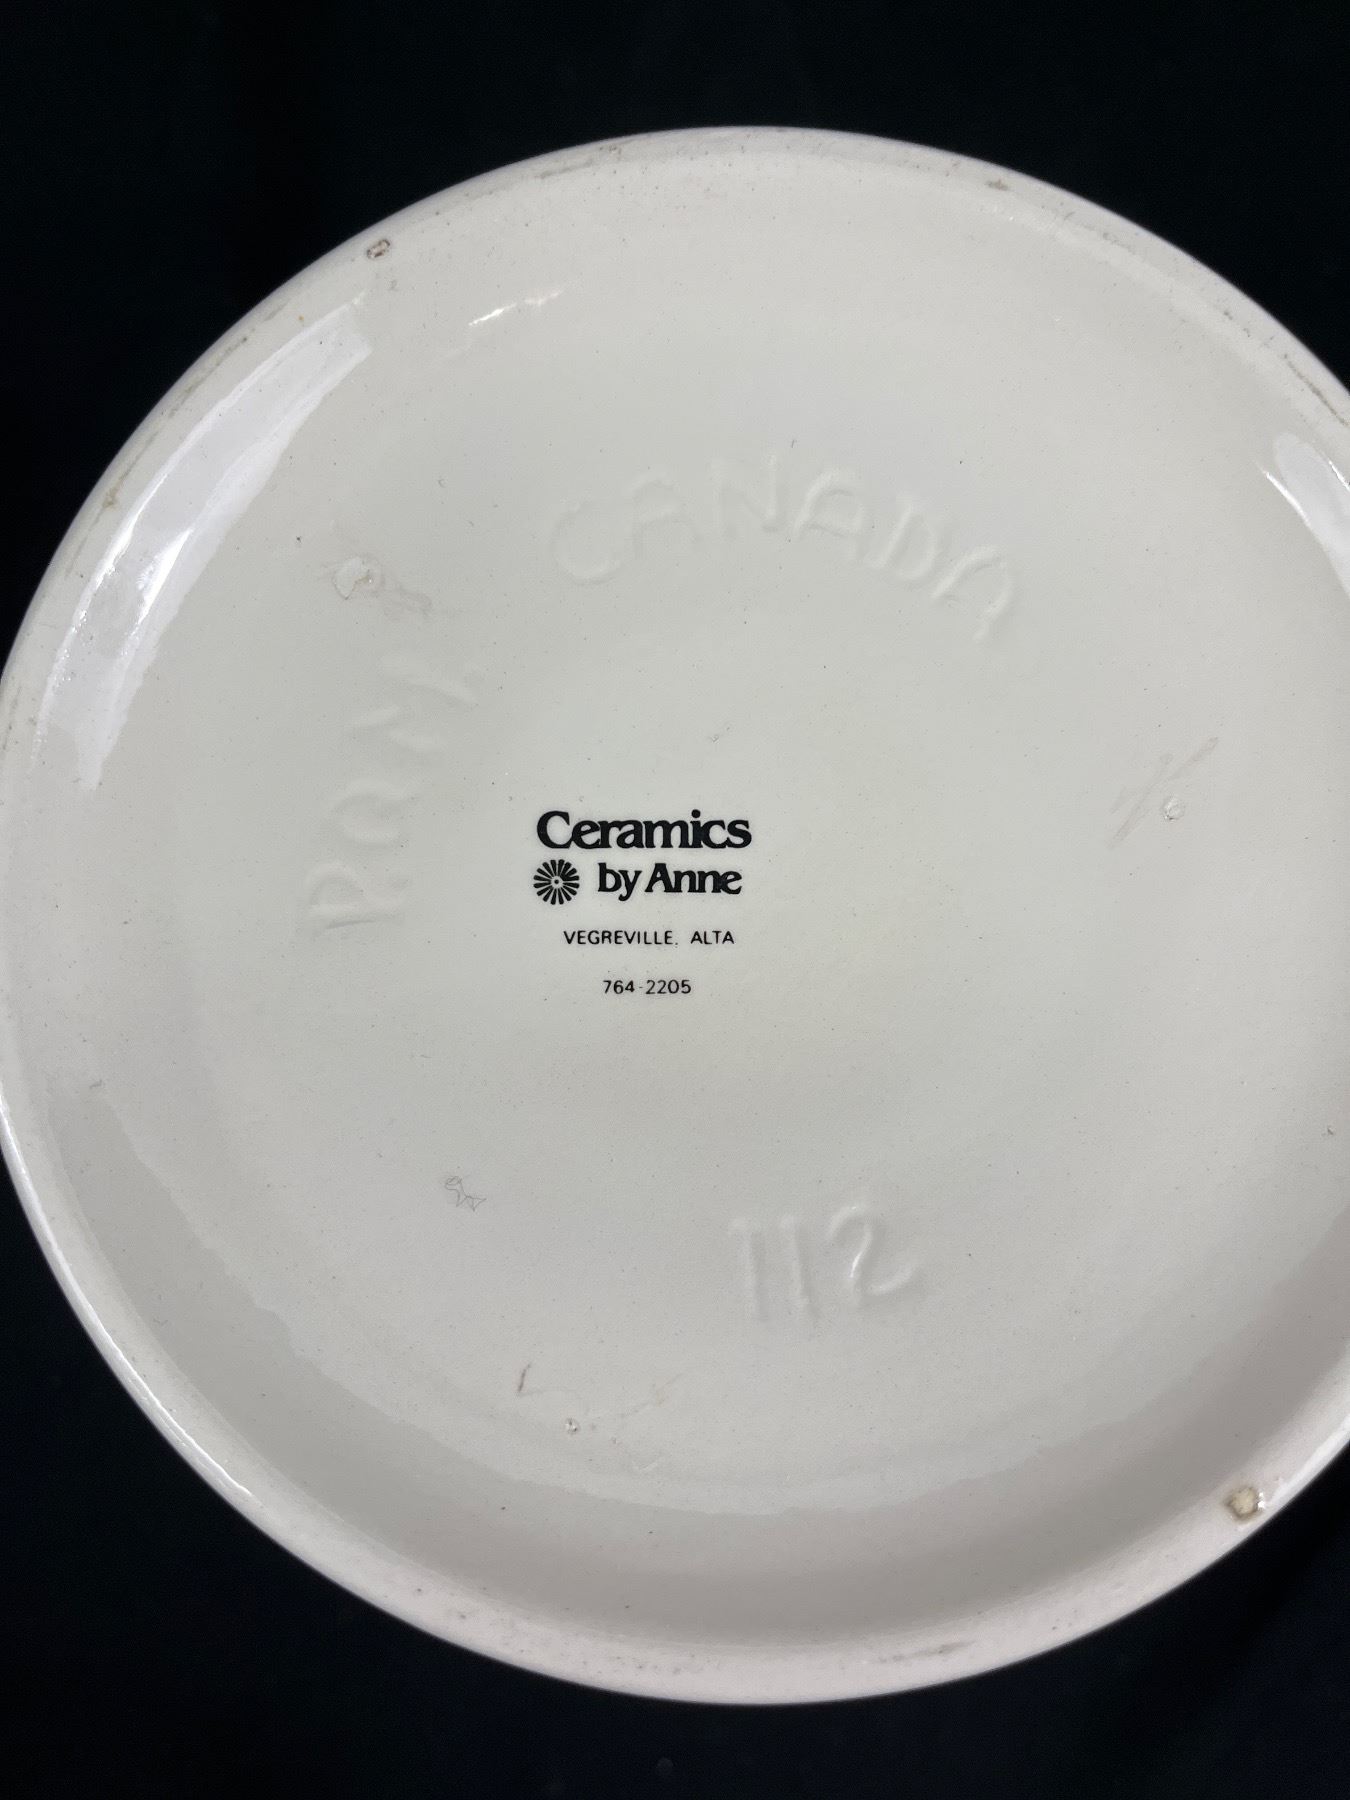 CANADA
Ceramics
by Anne
VEGREVILLE, ALTA
764-2205
112